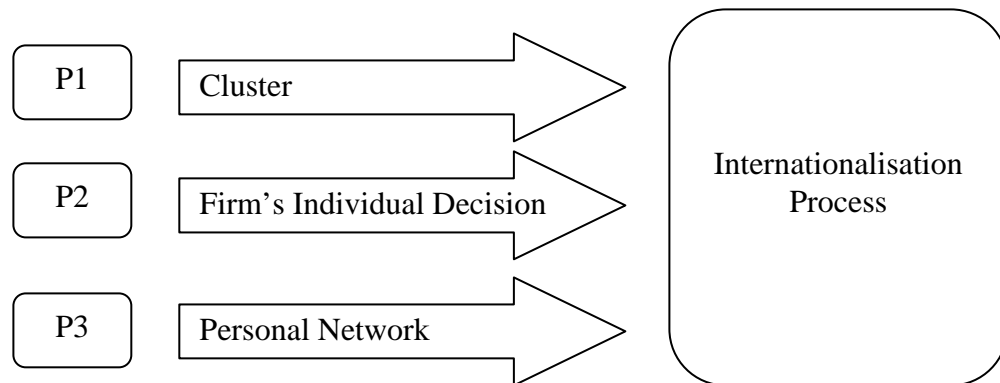 P1
Cluster
P2
Firm’s Individual Decision
P3
Personal Network
Internationalisation
Process